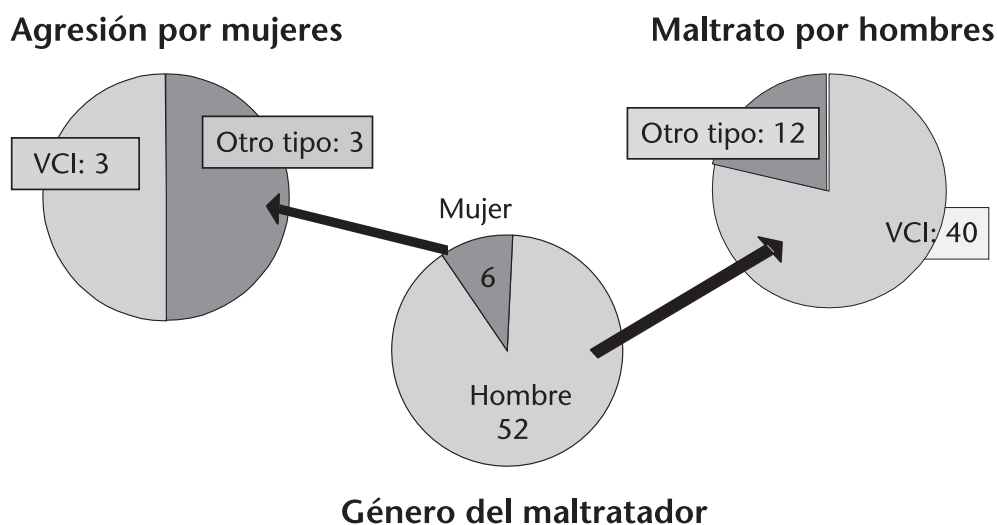 Agresión por mujeres
Maltrato por hombres
VCI: 3
Otro tipo: 3
Otro tipo: 12
VCI: 40
Mujer
6
Hombre
52
Género del maltratador